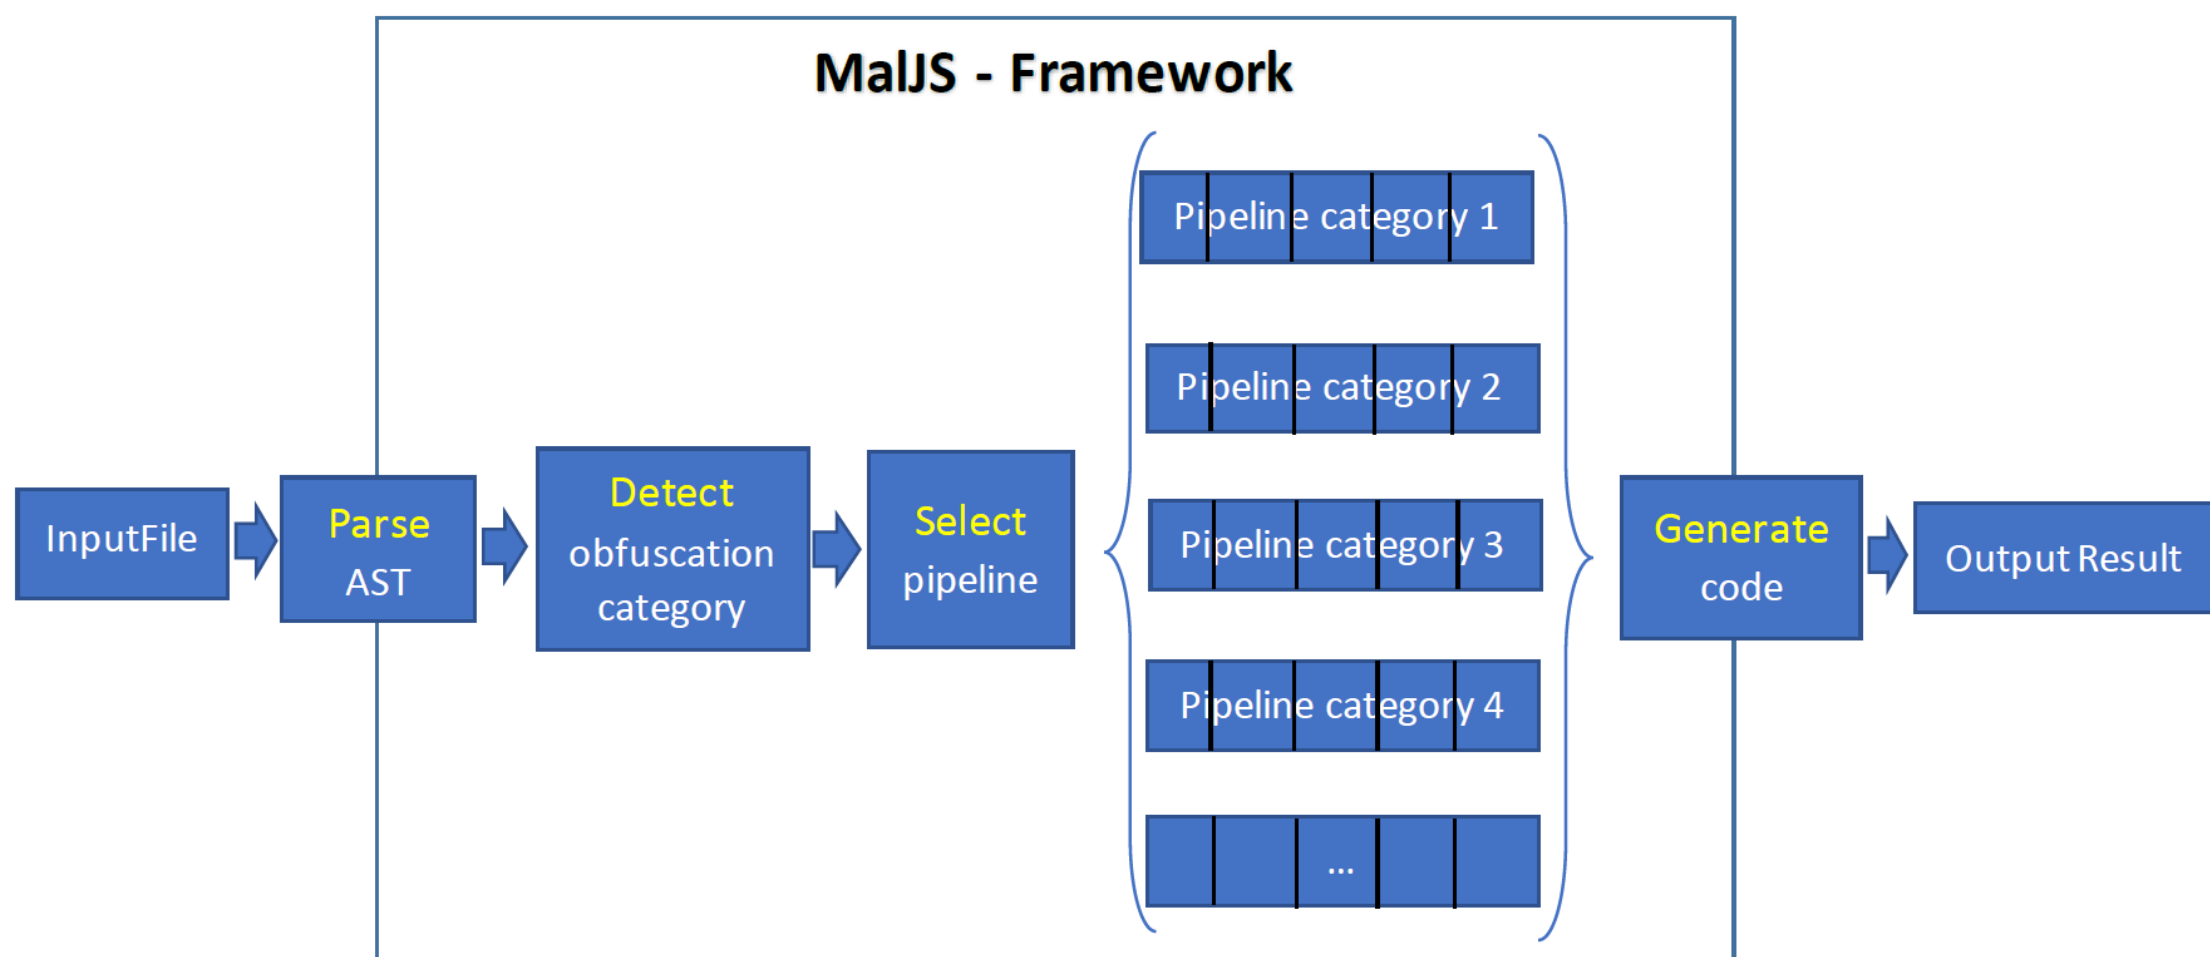 MalJS - Framework
InputFile
Parse
AST
Detect
obfuscation
category
Select
pipeline
Pipeline category 1
Pipeline category 2
Pipeline category 3
Pipeline category 4
...
Generate
code
Output Result